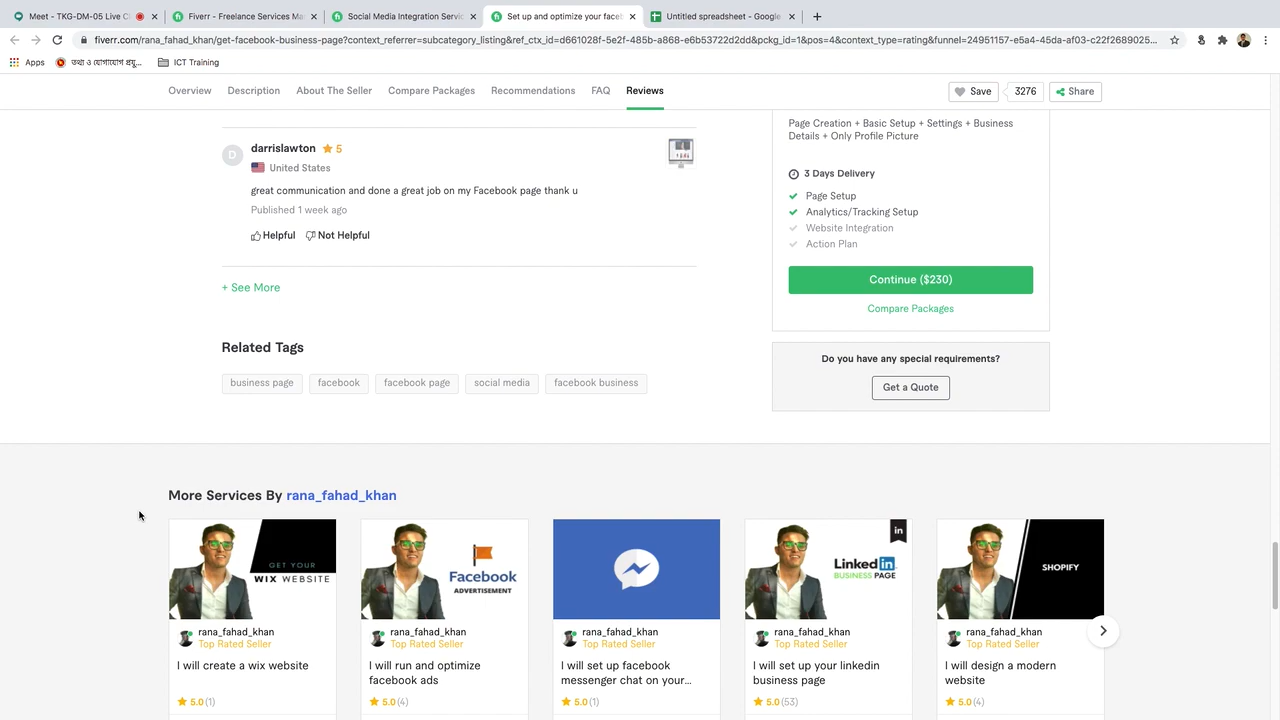 Meet - TKG-DM-05 Live Cl
Fiverr - Freelance Services Ma
Social Media Integration Servic
Set up and optimize your faceb
Untitled spreadsheet - Google
fiverr.com/rana_fahad_khan/get-facebook-business-page?context_referrer=subcategory_listing&ref_ctx_id=d661028f-5e2f-485b-a868-e6b53722d2dd&pckg_id=1&pos=4&context_type=rating&funnel=24951157-e5a4-45da-af03-c22f2689025...
Apps
তথ্য ও যোগাযোগ প্রযু...
ICT Training
Overview
Description
About The Seller
Compare Packages
Recommendations
FAQ
Reviews
Save
3276
Share
Page Creation + Basic Setup + Settings + Business
Details + Only Profile Picture
D
darrislawton 5
United States
great communication and done a great job on my Facebook page thank u
Published 1 week ago
Helpful
Not Helpful
3 Days Delivery
Page Setup
Analytics/Tracking Setup
Website Integration
Action Plan
Continue ($230)
Compare Packages
+ See More
Do you have any special requirements?
Get a Quote
Related Tags
business page
facebook
facebook page
social media
facebook business
More Services By rana_fahad_khan
GET YOUR
WIX WEBSITE
rana_fahad_khan
Top Rated Seller
I will create a wix website
5.0 (1)
Facebook
ADVERTISEMENT
rana_fahad_khan
Top Rated Seller
I will run and optimize
facebook ads
5.0 (4)
rana_fahad_khan
Top Rated Seller
I will set up facebook
messenger chat on your...
5.0 (1)
in
Linkedin
BUSINESS PAGE
rana_fahad_khan
Top Rated Seller
I will set up your linkedin
business page
5.0 (53)
SHOPIFY
rana_fahad_khan
Top Rated Seller
I will design a modern
website
5.0 (4)